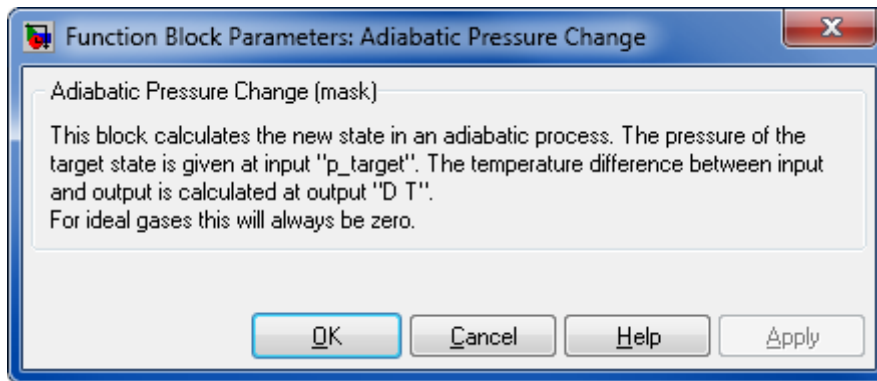 Function Block Parameters: Adiabatic Pressure Change
Adiabatic Pressure Change (mask)
This block calculates the new state in an adiabatic process. The pressure of the
target state is given at input "p_target". The temperature difference between input
and output is calculated at output "D T".
For ideal gases this will always be zero.
OK
Cancel
Help
Apply